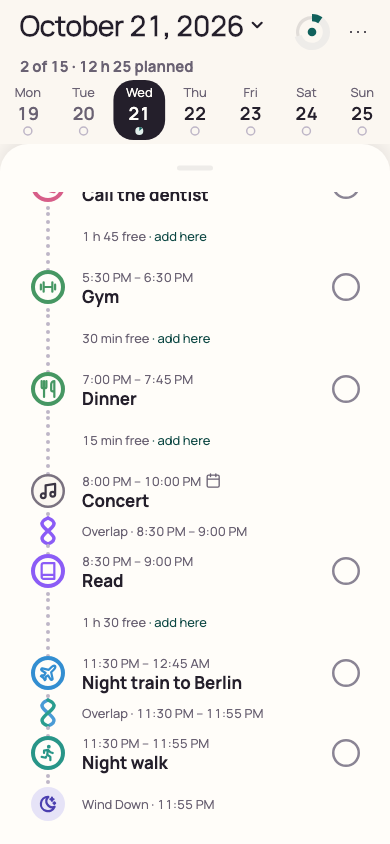 October 21, 2026
2 of 15 · 12 h 25 planned
Mon Tue Wed Thu Fri Sat Sun
19 20 21 22 23 24 25
Call the dentist
1 h 45 free · add here
5:30 PM – 6:30 PM
Gym
30 min free · add here
7:00 PM – 7:45 PM
Dinner
15 min free · add here
8:00 PM – 10:00 PM
Concert
Overlap · 8:30 PM – 9:00 PM
8:30 PM – 9:00 PM
Read
1 h 30 free · add here
11:30 PM – 12:45 AM
Night train to Berlin
Overlap · 11:30 PM – 11:55 PM
11:30 PM – 11:55 PM
Night walk
Wind Down · 11:55 PM